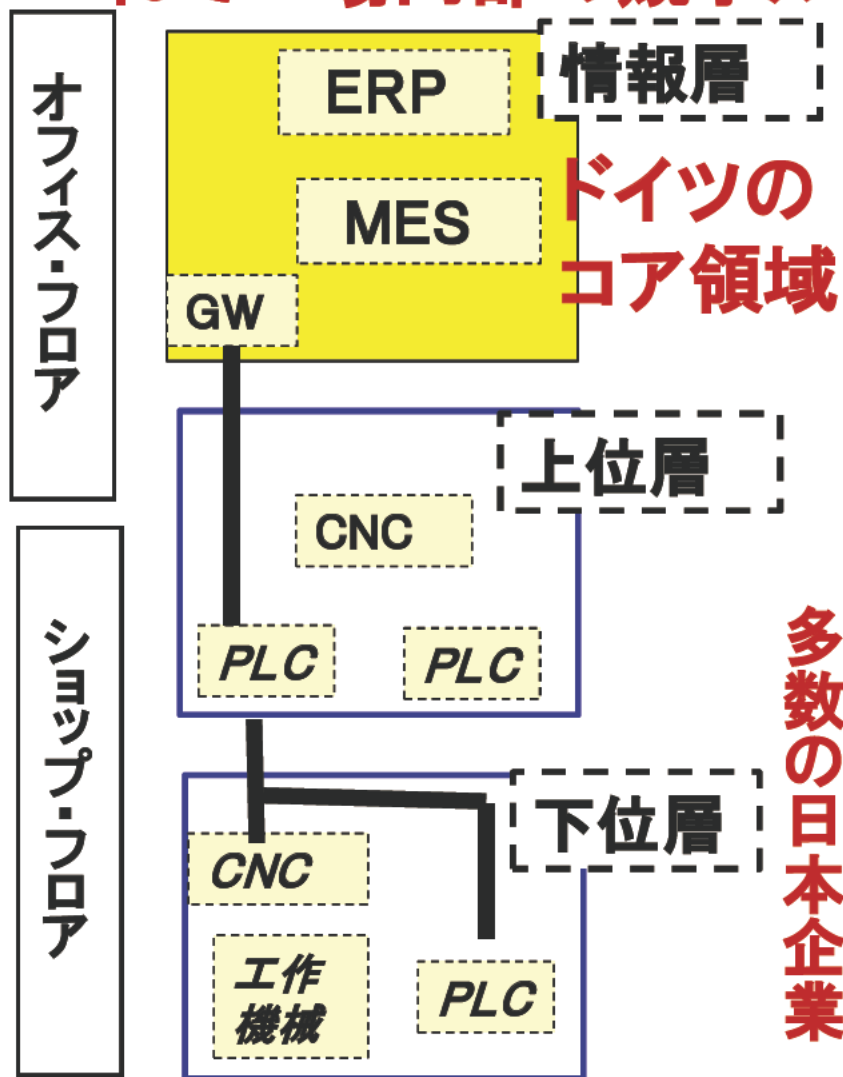 オフィス・フロア
ERP
情報層
MES
ドイツの
コア領域
GW
上位層
CNC
PLC
PLC
ショップ・フロア
多数の日本企業
下位層
CNC
工作
機械
PLC